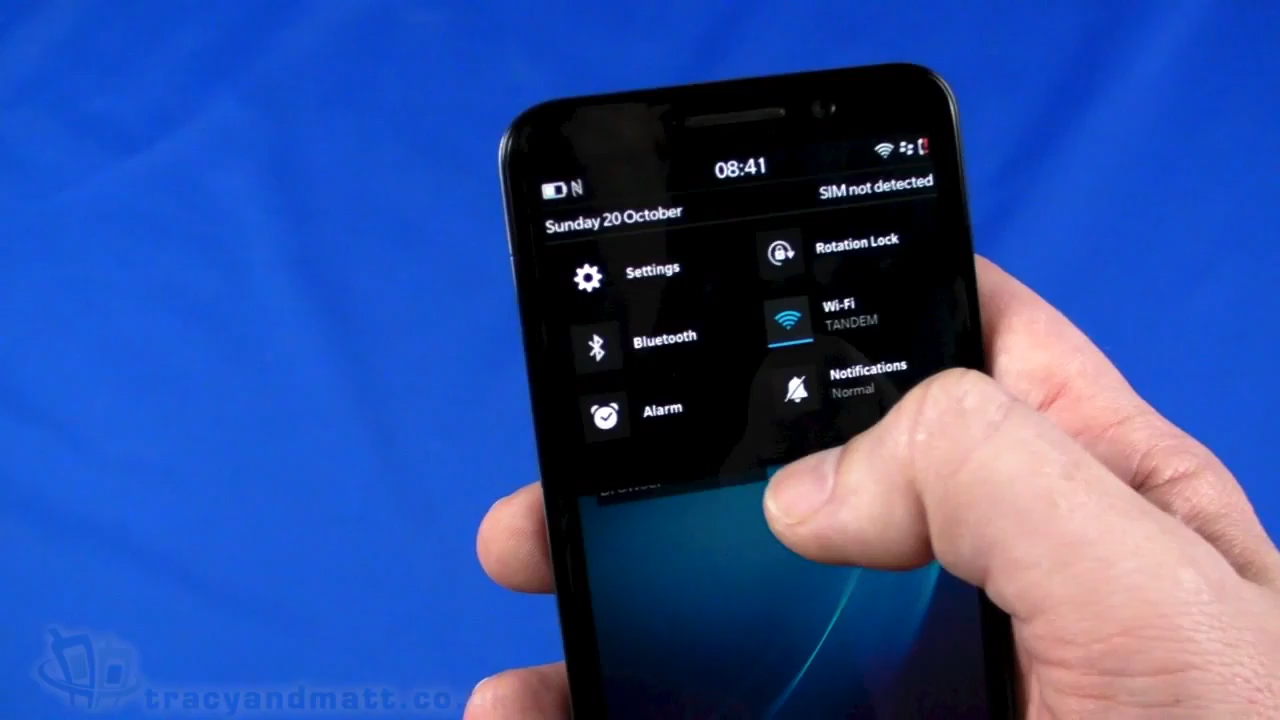 08:41
Sunday 20 October
SIM not detected
Settings
Rotation Lock
Bluetooth
Wi-Fi
TANDEM
Alarm
Notifications
Normal
Browser
tracyandmatt.co.